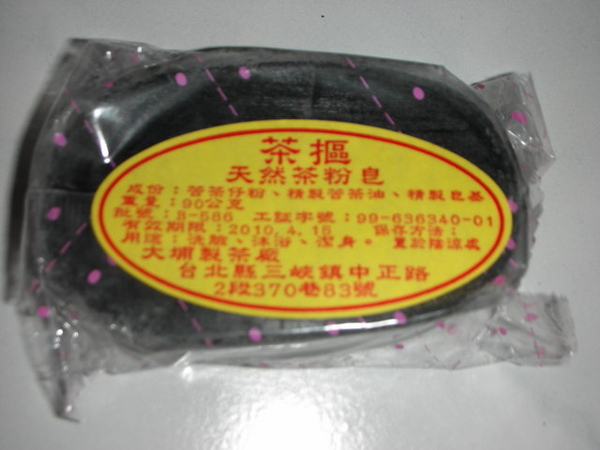 茶摳
天然茶粉皂
成份：苦茶仔粉、精製苦茶油、精製皂基
重量：90公克
批號：B-586 工証字號：99-636340-01
有效期限：2010.4.15 保存方法：
用途：洗臉、沐浴、潔身。 置於陰涼處
大埔製茶廠
台北縣三峽鎮中正路
2段370巷83號